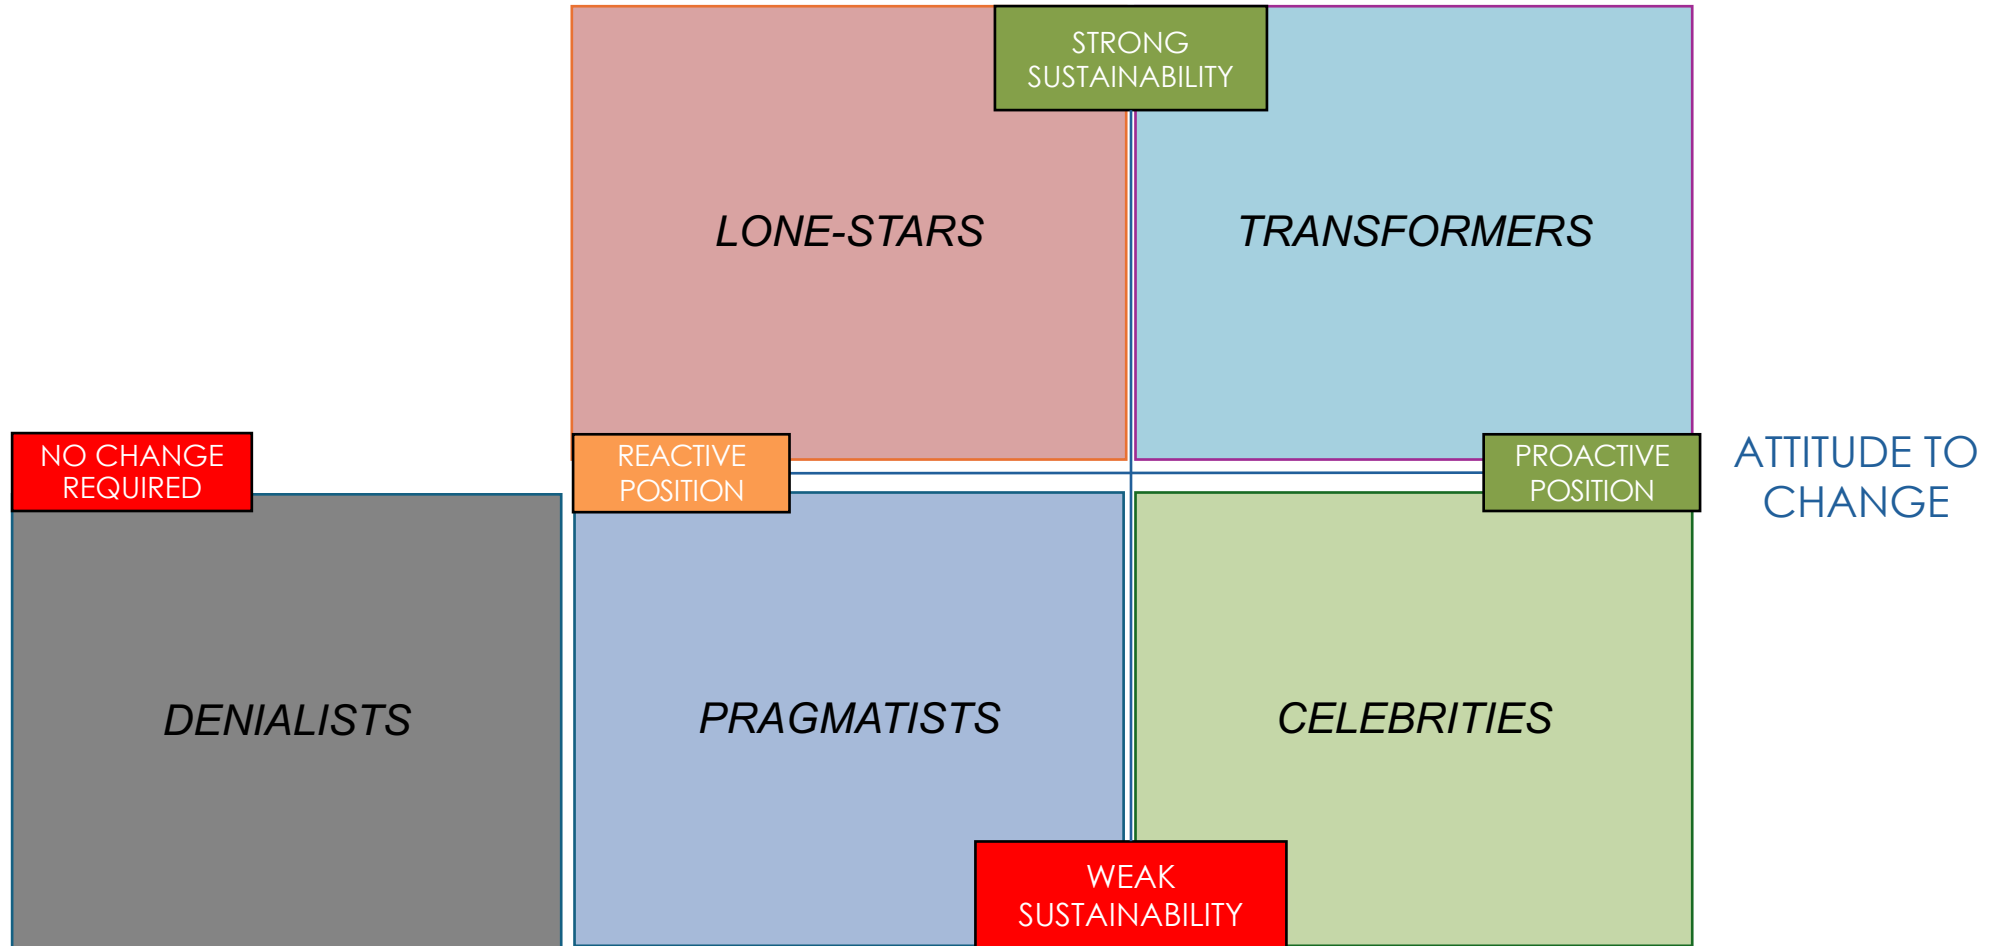 STRONG
SUSTAINABILITY
LONE-STARS
TRANSFORMERS
NO CHANGE
REQUIRED
REACTIVE
POSITION
PROACTIVE
POSITION
ATTITUDE TO
CHANGE
DENIALISTS
PRAGMATISTS
CELEBRITIES
WEAK
SUSTAINABILITY